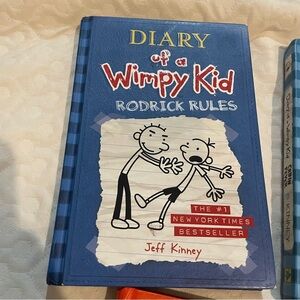 DIARY
of a
Wimpy Kid
RODRICK RULES
THE #1
NEW YORK TIMES
BESTSELLER
Jeff Kinney